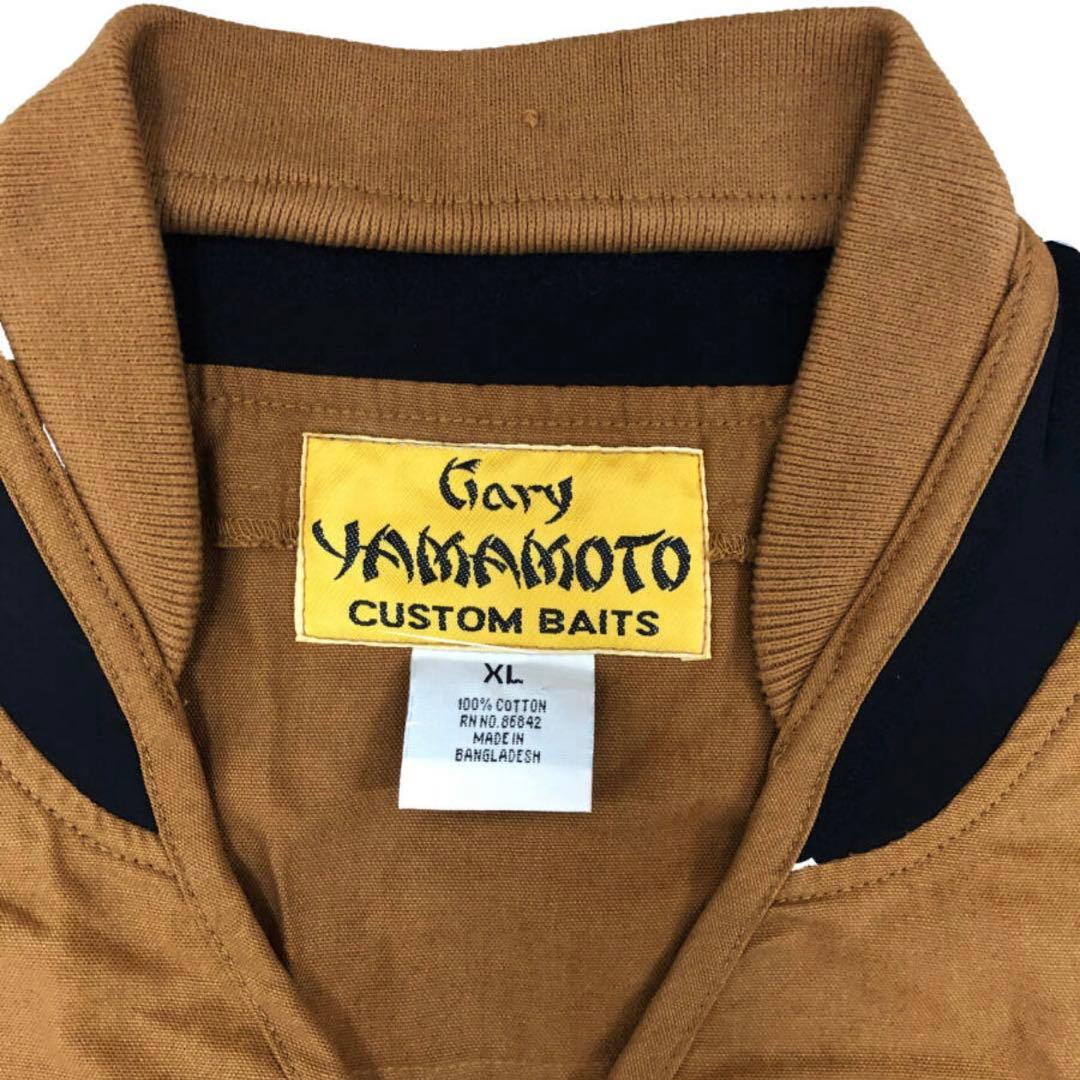 Gary
YAMAMOTO
CUSTOM BAITS
XL
100% COTTON
RN NO. 86842
MADE IN
BANGLADESH